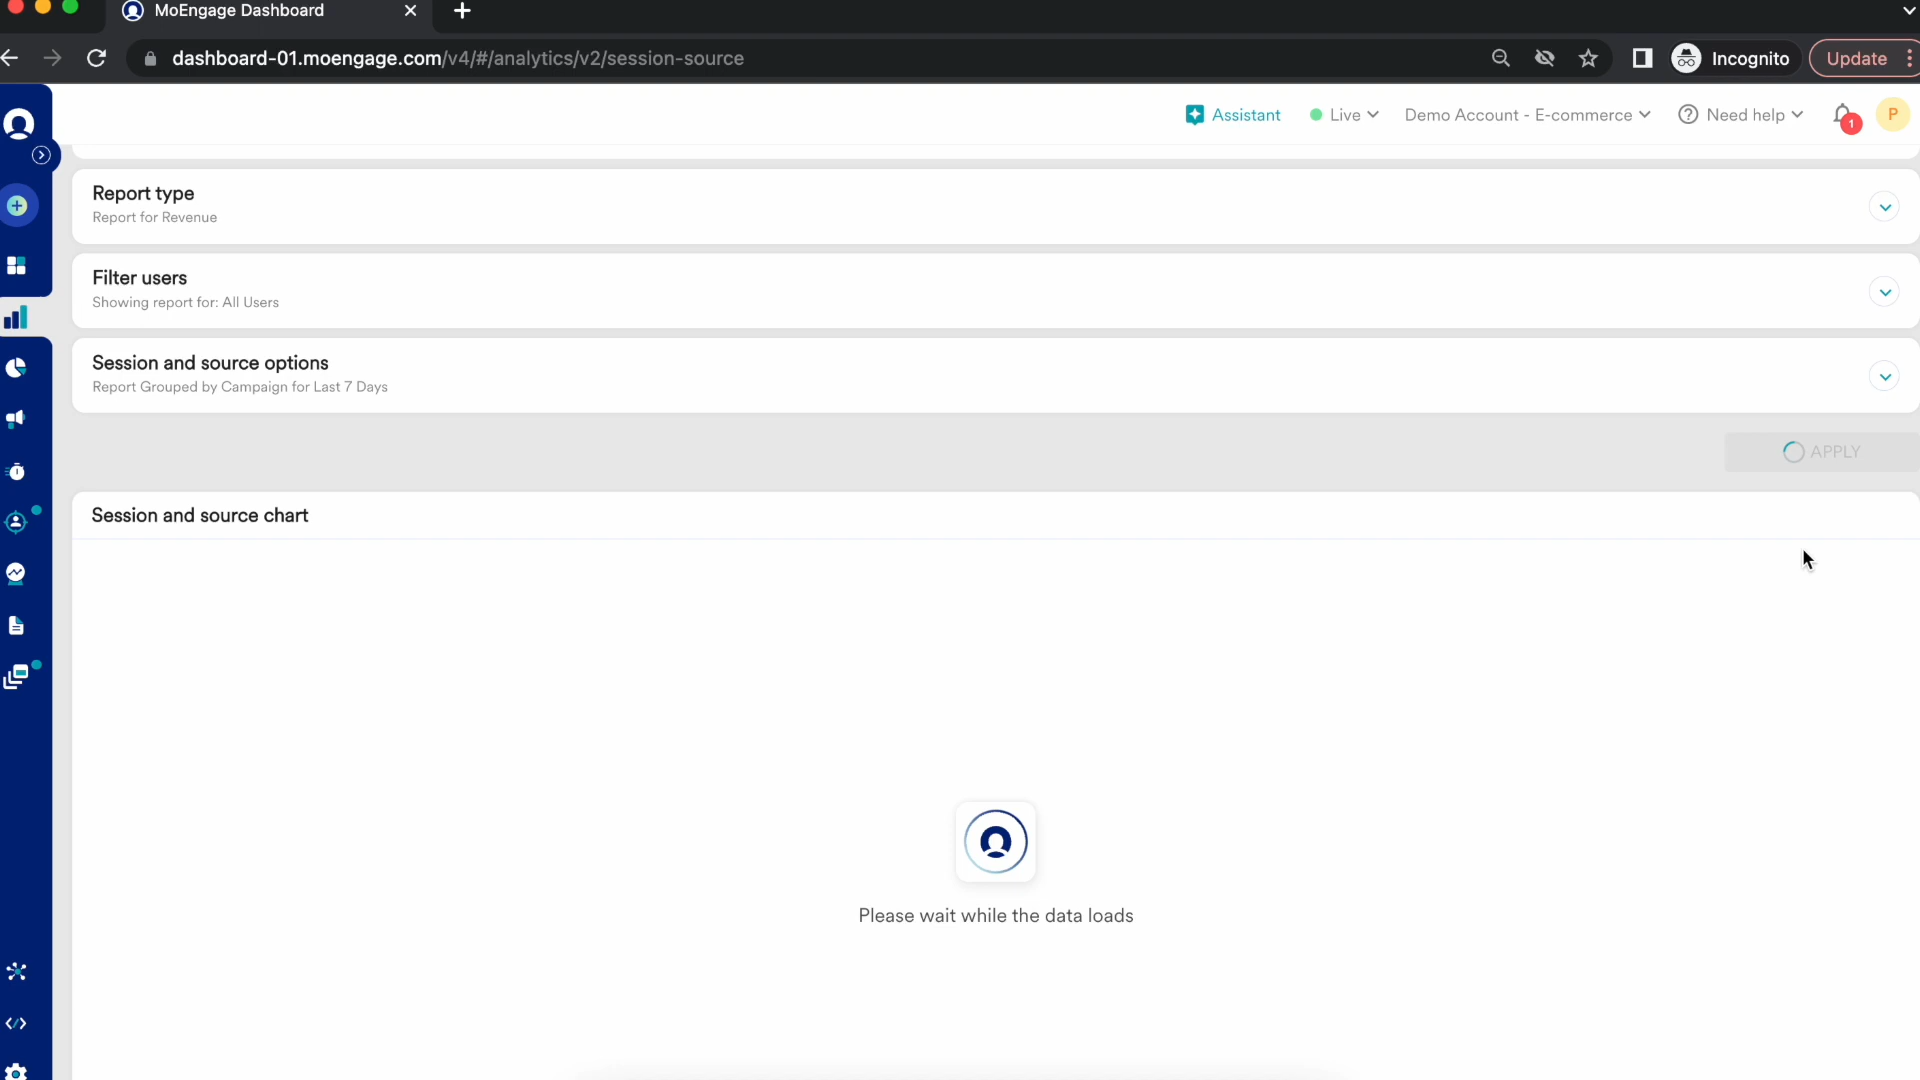 MoEngage Dashboard
dashboard-01.moengage.com/v4/#/analytics/v2/session-source
Incognito
Update
Assistant
Live
Demo Account - E-commerce
Need help
1
P
Report type
Report for Revenue
Filter users
Showing report for: All Users
Session and source options
Report Grouped by Campaign for Last 7 Days
APPLY
Session and source chart
Please wait while the data loads